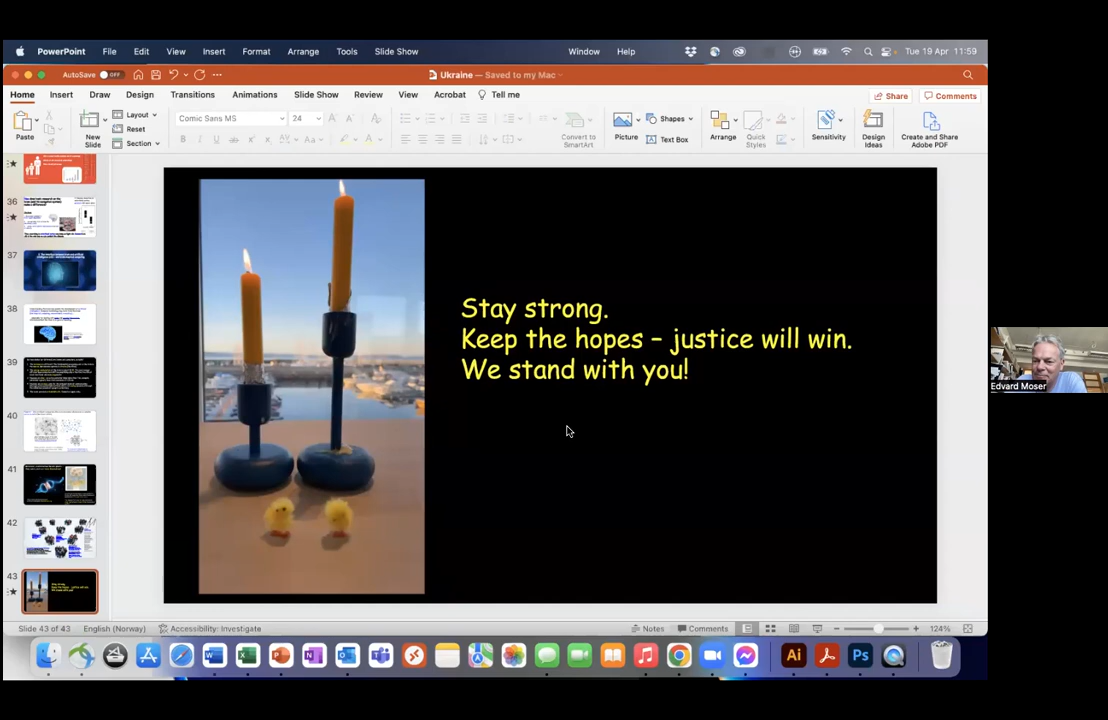 PowerPoint File Edit View Insert Format Arrange Tools Slide Show Window Help Tue 19 Apr 11:59
AutoSave OFF Ukraine — Saved to my Mac
Home Insert Draw Design Transitions Animations Slide Show Review View Acrobat Tell me Share Comments
Paste
New Slide
Layout
Reset
Section
Comic Sans MS 24
Convert to SmartArt
Picture
Shapes
Text Box
Arrange
Quick Styles
Sensitivity
Design Ideas
Create and Share Adobe PDF
36
37
38
39
40
41
42
43
Stay strong.
Keep the hopes – justice will win.
We stand with you!
Edvard Moser
Slide 43 of 43 English (Norway) Accessibility: Investigate Notes Comments 124%
Ai Ps